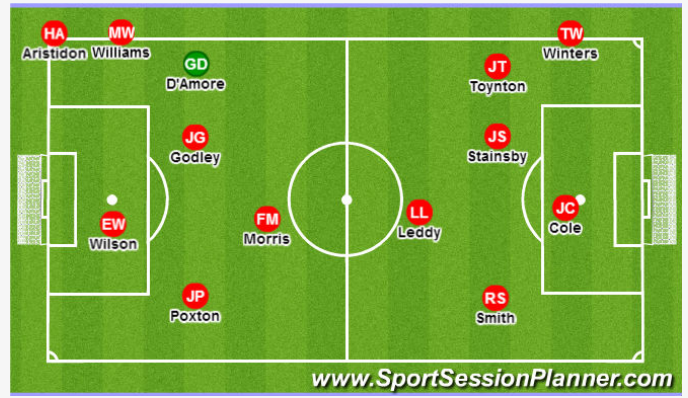 HA
Aristidon
MW
Williams
GD
D'Amore
JG
Godley
EW
Wilson
FM
Morris
JP
Poxton
TW
Winters
JT
Toynton
JS
Stainsby
LL
Leddy
JC
Cole
RS
Smith
www.SportSessionPlanner.com